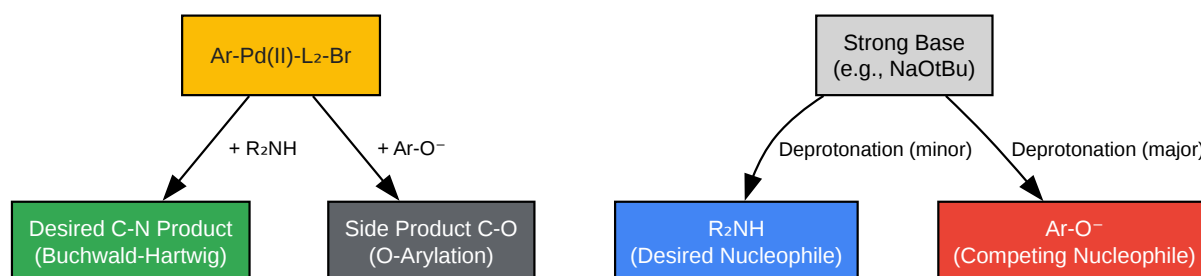 Ar-Pd(II)-L₂-Br
+ R₂NH
+ Ar-O⁻
Desired C-N Product
(Buchwald-Hartwig)
Side Product C-O
(O-Arylation)
Strong Base
(e.g., NaOtBu)
Deprotonation (minor)
Deprotonation (major)
R₂NH
(Desired Nucleophile)
Ar-O⁻
(Competing Nucleophile)